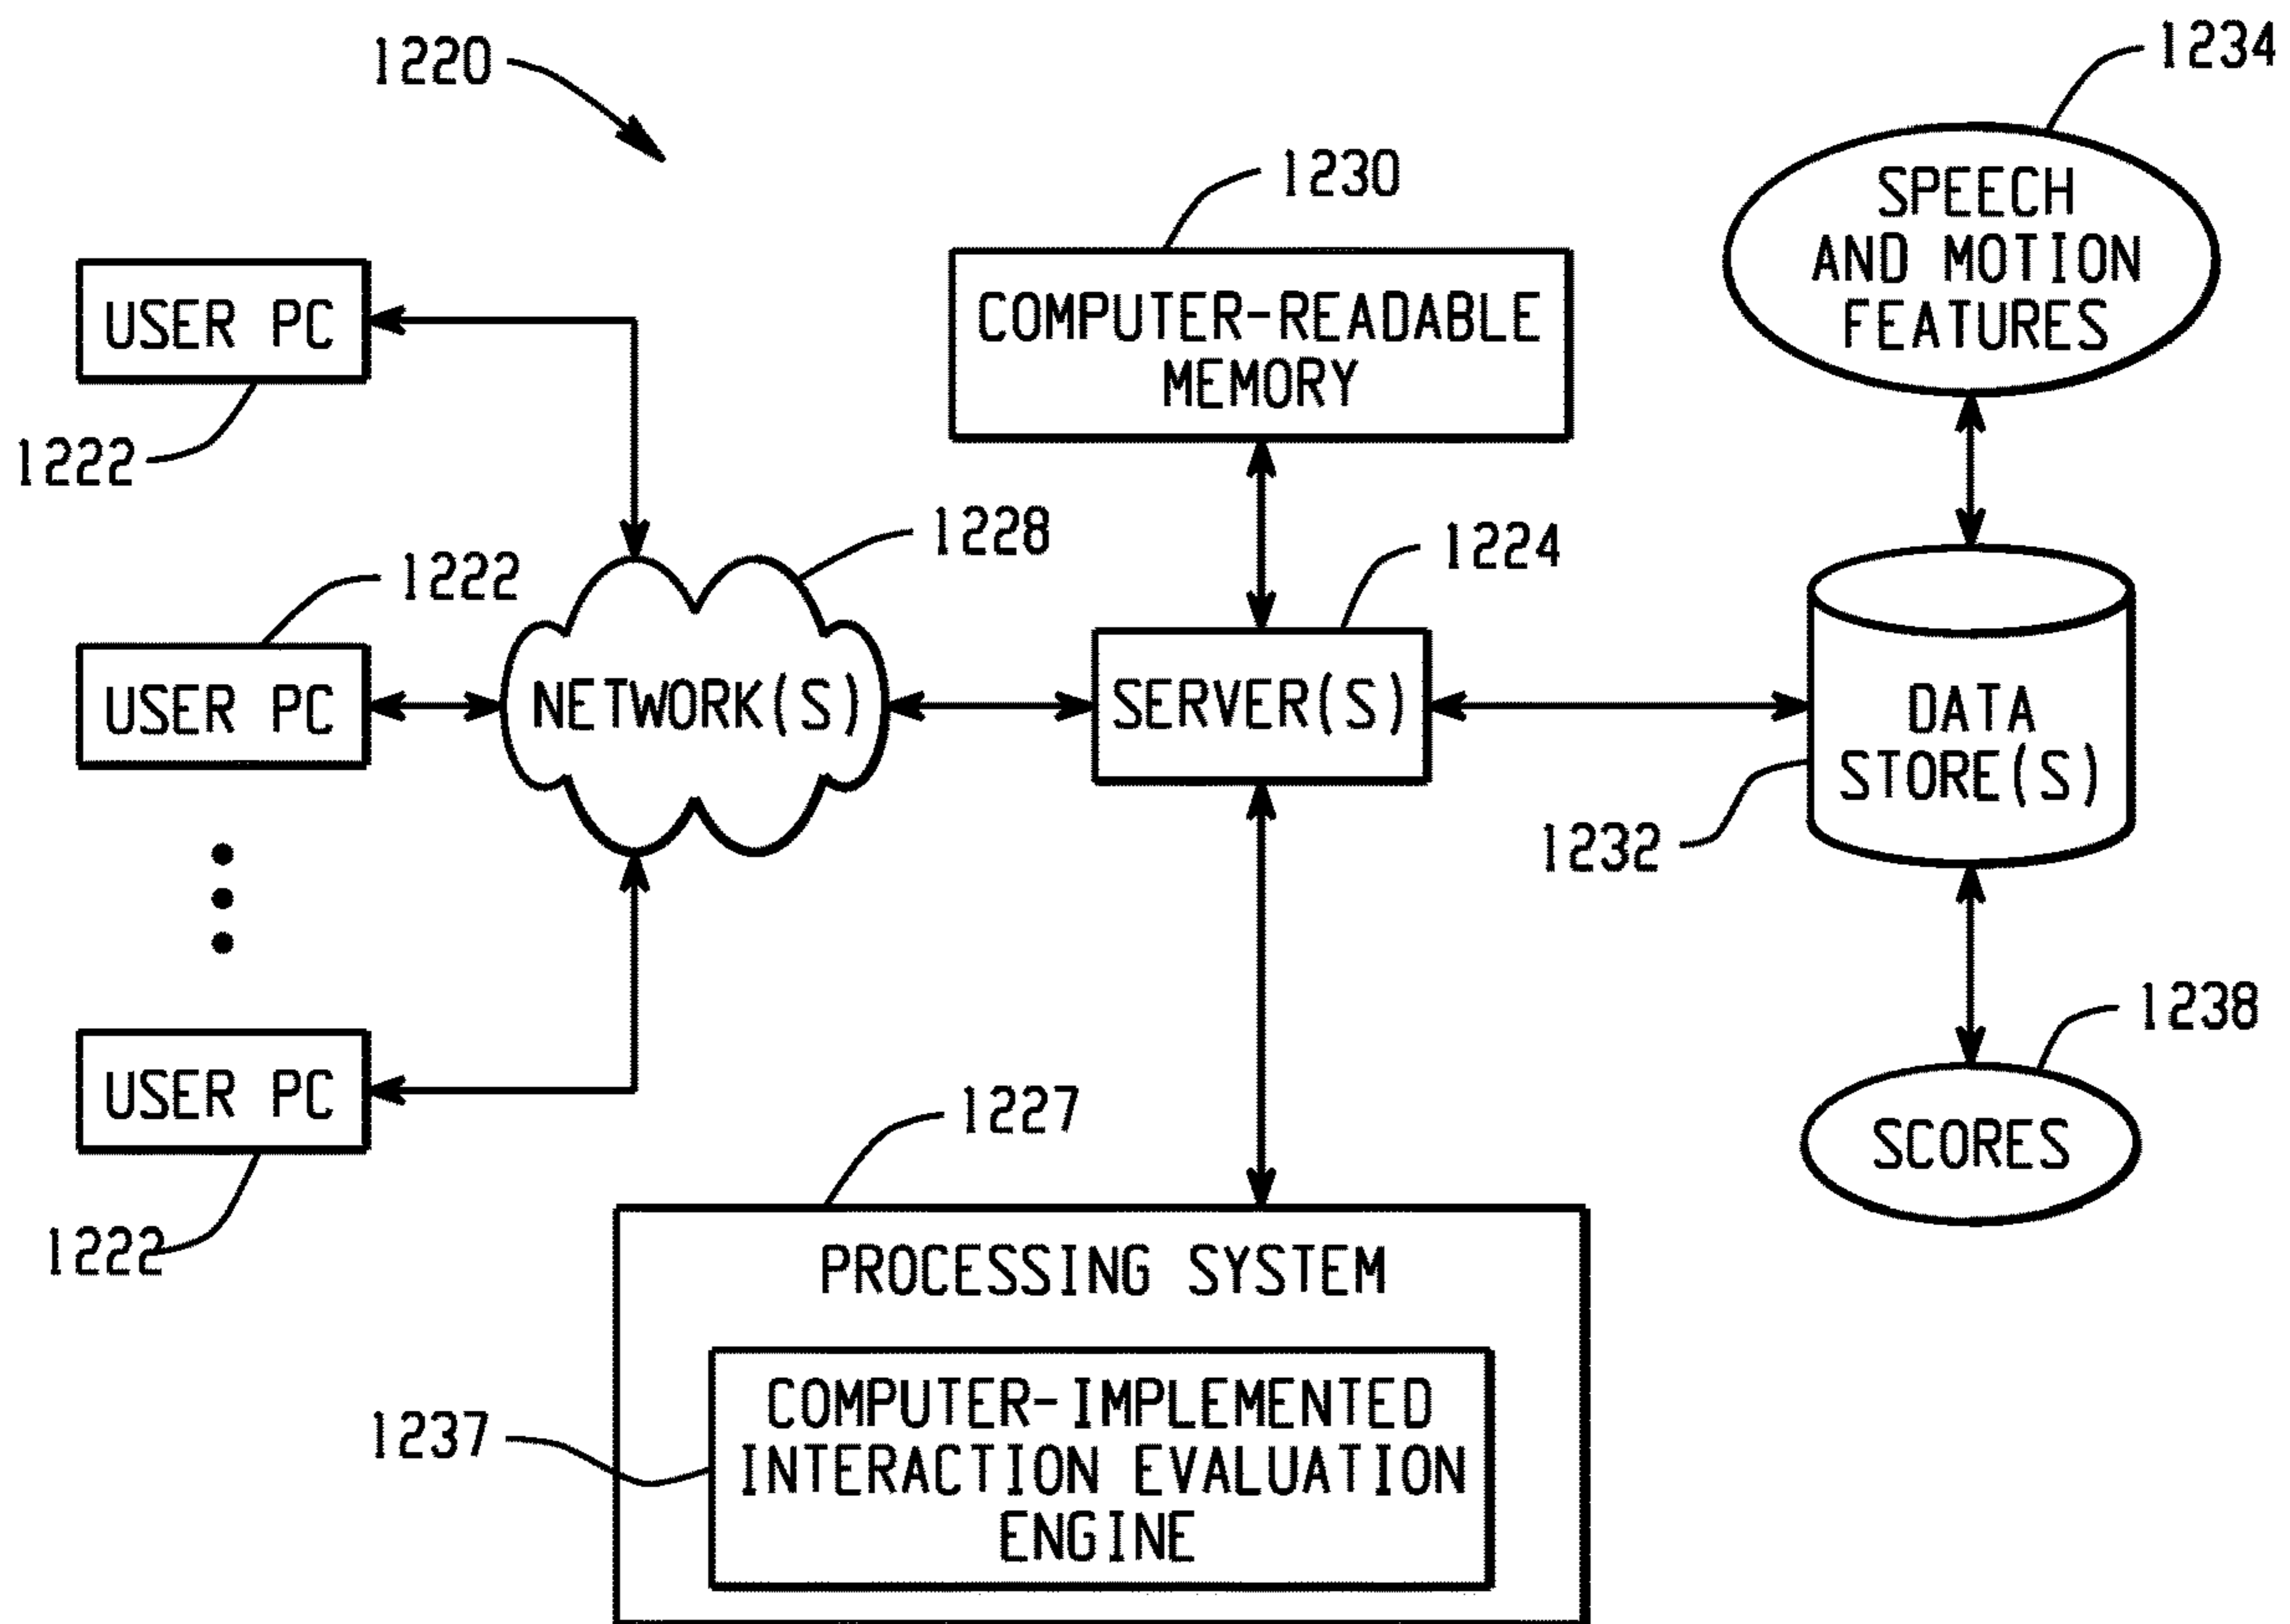 1220
1234
1230
SPEECH
AND MOTION
FEATURES
USER PC
COMPUTER-READABLE
MEMORY
1222
1228
1224
1222
USER PC
NETWORK(S)
SERVER(S)
DATA
STORE(S)
1232
1238
USER PC
1227
SCORES
1222
PROCESSING SYSTEM
1237
COMPUTER-IMPLEMENTED
INTERACTION EVALUATION
ENGINE